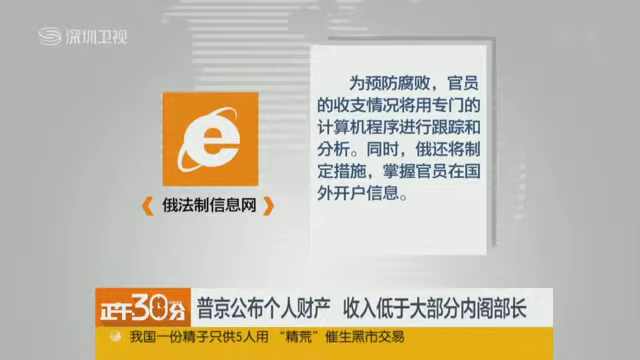 深圳卫视
为预防腐败，官员
的收支情况将用专门的
计算机程序进行跟踪和
分析。同时，俄还将制
定措施，掌握官员在国
外开户信息。
俄法制信息网
正午30分
普京公布个人财产 收入低于大部分内阁部长
我国一份精子只供5人用 “精荒”催生黑市交易